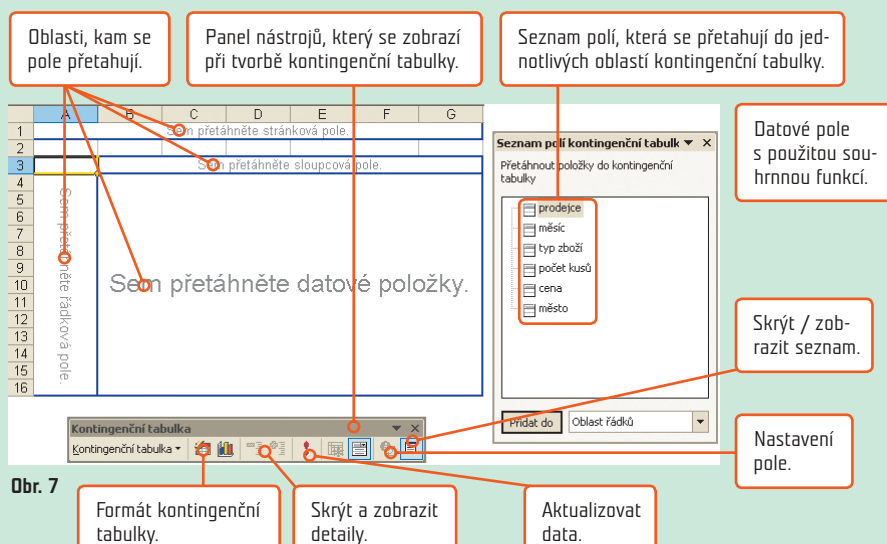 Oblasti, kam se
pole přetahují.
Panel nástrojů, který se zobrazí
při tvorbě kontingenční tabulky.
Seznam polí, která se přetahují do jed-
notlivých oblastí kontingenční tabulky.
Datové pole
s použitou sou-
hrnnou funkcí.
A B C D E F G
1 Sem přetáhněte stránková pole.
2
3 Sem přetáhněte sloupcová pole.
4
5
6
7
8
9
10
11
12
13
14
15
16
Sem přetáhněte řádková pole.
Sem přetáhněte datové položky.
Seznam polí kontingenční tabulk
Přetáhnout položky do kontingenční
tabulky
prodejce
měsíc
typ zboží
počet kusů
cena
město
Přidat do Oblast řádků
Skrýt / zob-
razit seznam.
Nastavení
pole.
Kontingenční tabulka
Kontingenční tabulka
Obr. 7
Formát kontingenční
tabulky.
Skrýt a zobrazit
detaily.
Aktualizovat
data.